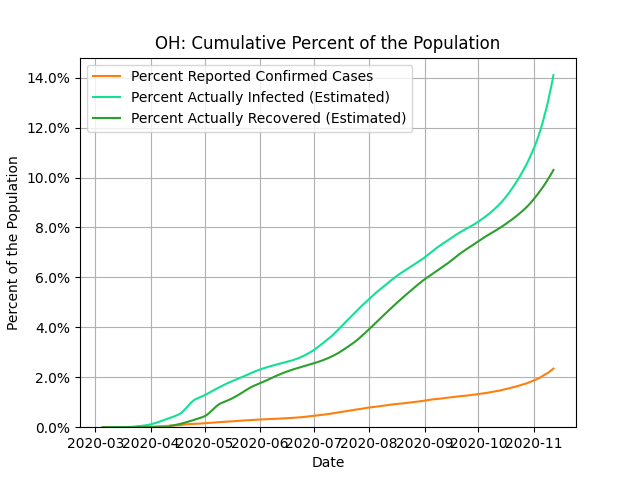 OH: Cumulative Percent of the Population
Percent Reported Confirmed Cases
Percent Actually Infected (Estimated)
Percent Actually Recovered (Estimated)
14.0%
12.0%
10.0%
8.0%
6.0%
4.0%
2.0%
0.0%
Percent of the Population
2020-03 2020-04 2020-05 2020-06 2020-07 2020-08 2020-09 2020-10 2020-11
Date